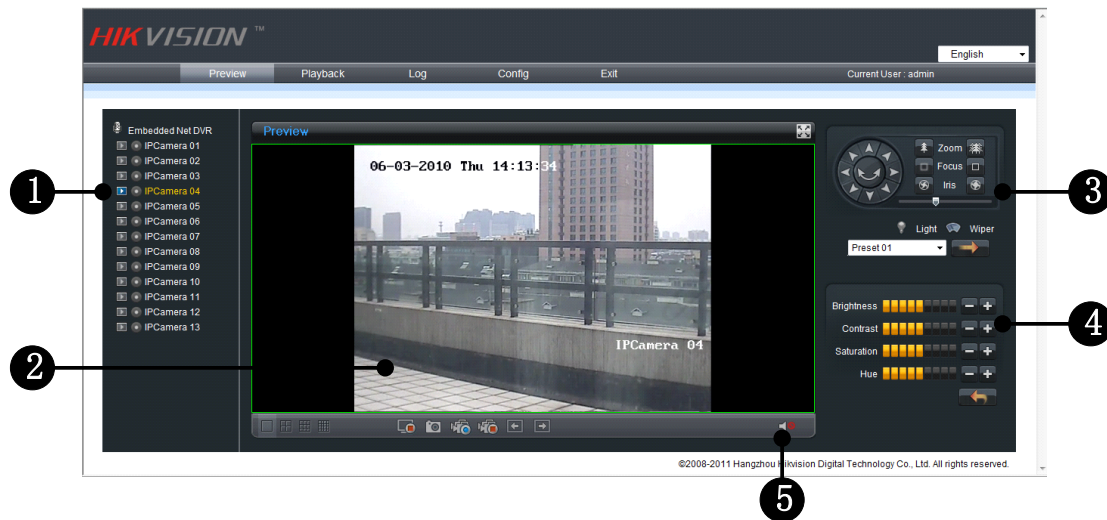 HIKVISION ™
English
Preview Playback Log Config Exit Current User : admin
Embedded Net DVR
IPCamera 01
IPCamera 02
IPCamera 03
IPCamera 04
IPCamera 05
IPCamera 06
IPCamera 07
IPCamera 08
IPCamera 09
IPCamera 10
IPCamera 11
IPCamera 12
IPCamera 13
Preview
06-03-2010 Thu 14:13:34
IPCamera 04
Zoom
Focus
Iris
Light Wiper
Preset 01
Brightness
Contrast
Saturation
Hue
©2008-2011 Hangzhou Hikvision Digital Technology Co., Ltd. All rights reserved.
1
2
3
4
5